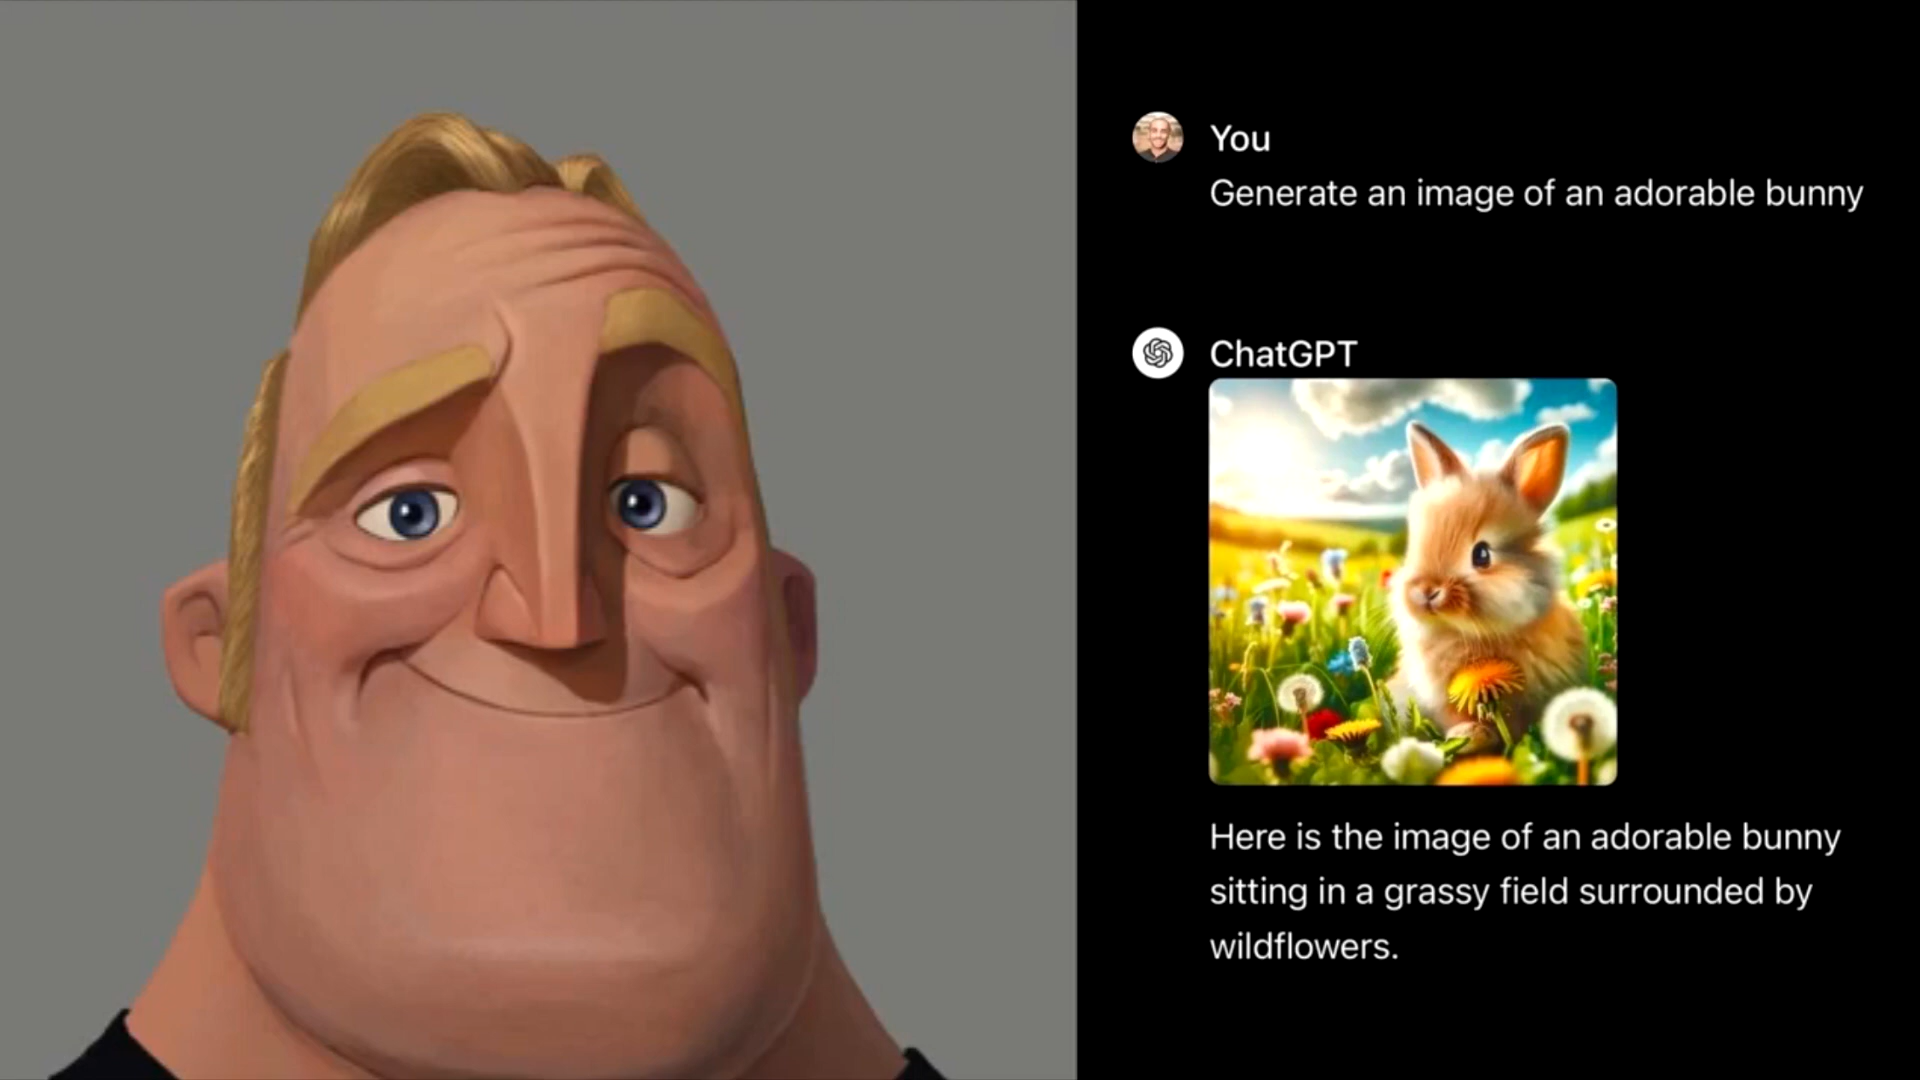 You
Generate an image of an adorable bunny
ChatGPT
Here is the image of an adorable bunny
sitting in a grassy field surrounded by
wildflowers.